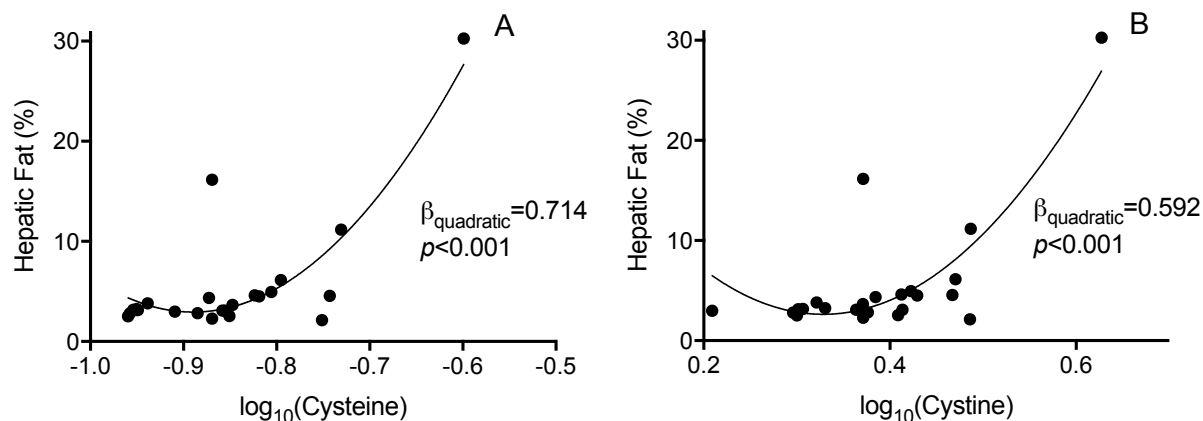 A
Hepatic Fat (%)
30
20
10
0
β_quadratic=0.714
p<0.001
-1.0 -0.9 -0.8 -0.7 -0.6 -0.5
log₁₀(Cysteine)
B
Hepatic Fat (%)
30
20
10
0
β_quadratic=0.592
p<0.001
0.2 0.4 0.6
log₁₀(Cystine)